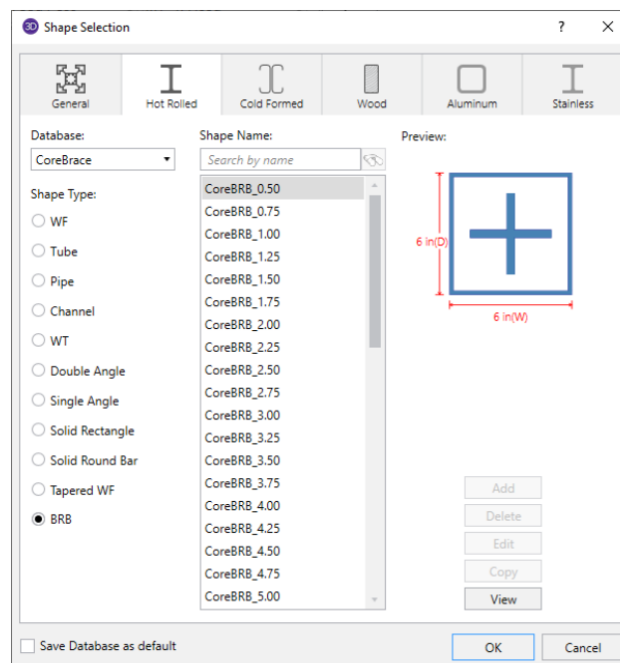 3D Shape Selection ? X
General Hot Rolled Cold Formed Wood Aluminum Stainless
Database: Shape Name: Preview:
CoreBrace Search by name
Shape Type:
WF
Tube
Pipe
Channel
WT
Double Angle
Single Angle
Solid Rectangle
Solid Round Bar
Tapered WF
BRB
CoreBRB_0.50
CoreBRB_0.75
CoreBRB_1.00
CoreBRB_1.25
CoreBRB_1.50
CoreBRB_1.75
CoreBRB_2.00
CoreBRB_2.25
CoreBRB_2.50
CoreBRB_2.75
CoreBRB_3.00
CoreBRB_3.25
CoreBRB_3.50
CoreBRB_3.75
CoreBRB_4.00
CoreBRB_4.25
CoreBRB_4.50
CoreBRB_4.75
CoreBRB_5.00
6 in(D)
6 in(W)
Add
Delete
Edit
Copy
View
Save Database as default OK Cancel